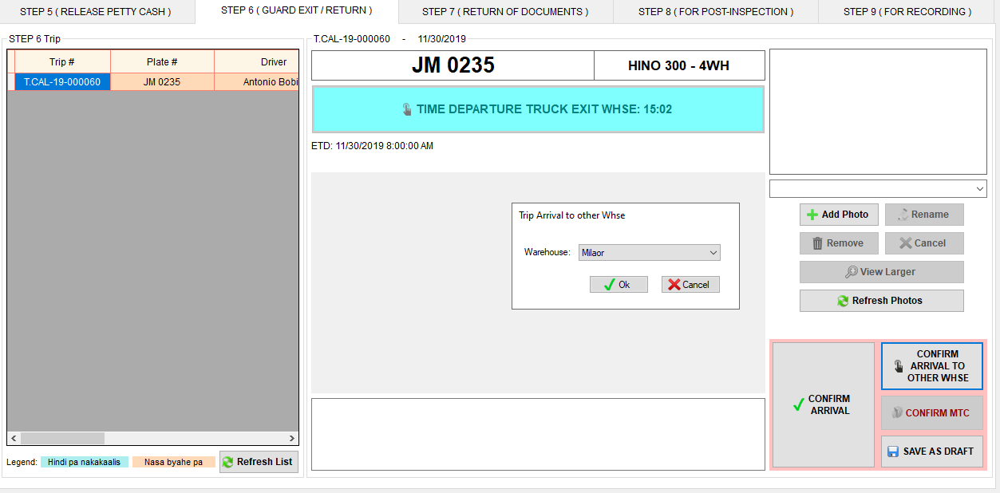 STEP 5 ( RELEASE PETTY CASH )
STEP 6 ( GUARD EXIT / RETURN )
STEP 7 ( RETURN OF DOCUMENTS )
STEP 8 ( FOR POST-INSPECTION )
STEP 9 ( FOR RECORDING )
STEP 6 Trip
Trip #
Plate #
Driver
T.CAL-19-000060
JM 0235
Antonio Bobi
Legend:
Hindi pa nakakaalis
Nasa byahe pa
Refresh List
T.CAL-19-000060 - 11/30/2019
JM 0235
HINO 300 - 4WH
TIME DEPARTURE TRUCK EXIT WHSE: 15:02
ETD: 11/30/2019 8:00:00 AM
Trip Arrival to other Whse
Warehouse:
Milaor
Ok
Cancel
Add Photo
Rename
Remove
Cancel
View Larger
Refresh Photos
CONFIRM
ARRIVAL
CONFIRM
ARRIVAL TO
OTHER WHSE
CONFIRM MTC
SAVE AS DRAFT